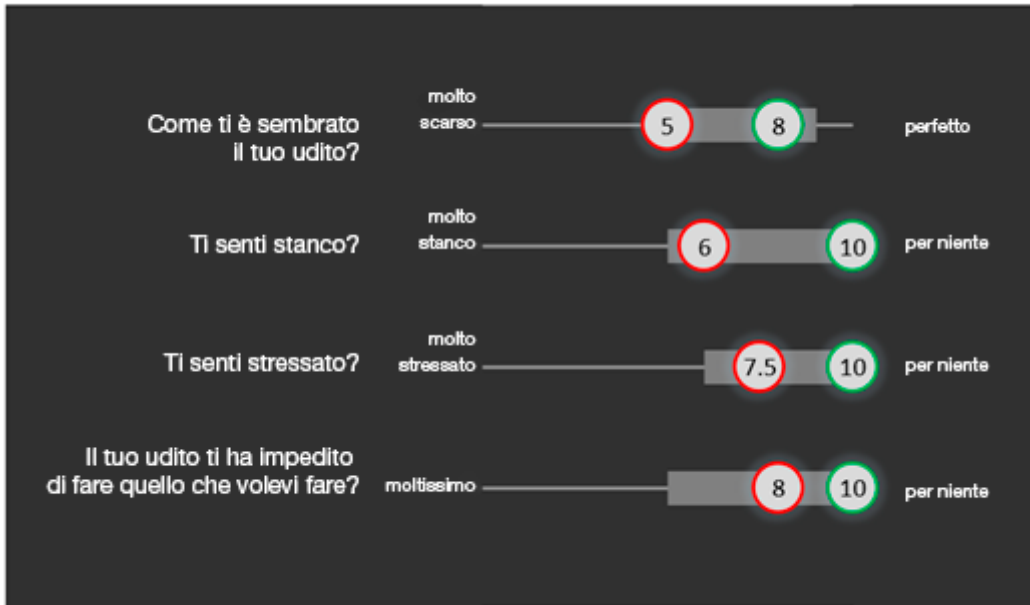 Come ti è sembrato
il tuo udito?
molto
scarso
5
8
perfetto
Ti senti stanco?
molto
stanco
6
10
per niente
Ti senti stressato?
molto
stressato
7.5
10
per niente
Il tuo udito ti ha impedito
di fare quello che volevi fare?
moltissimo
8
10
per niente